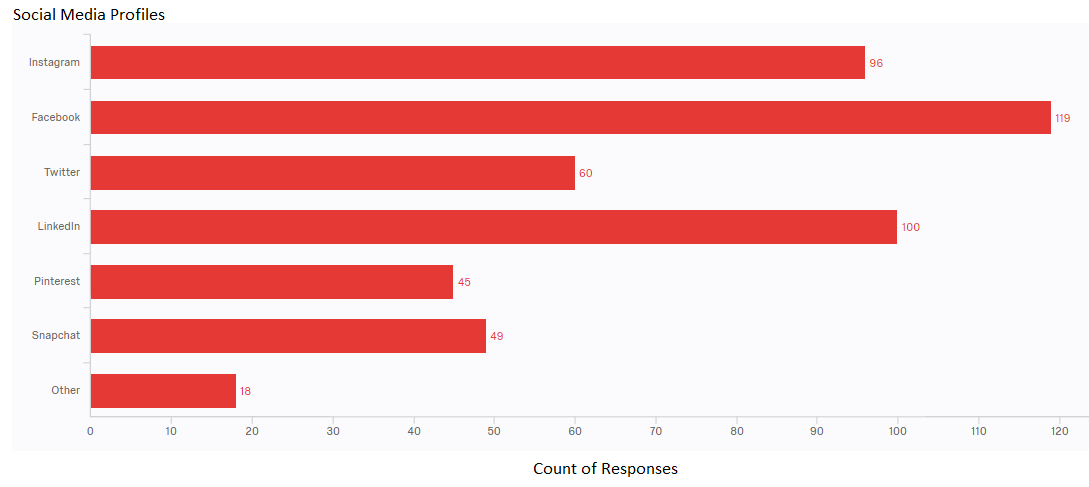 Social Media Profiles
Instagram 96
Facebook 119
Twitter 60
LinkedIn 100
Pinterest 45
Snapchat 49
Other 18
0 10 20 30 40 50 60 70 80 90 100 110 120
Count of Responses